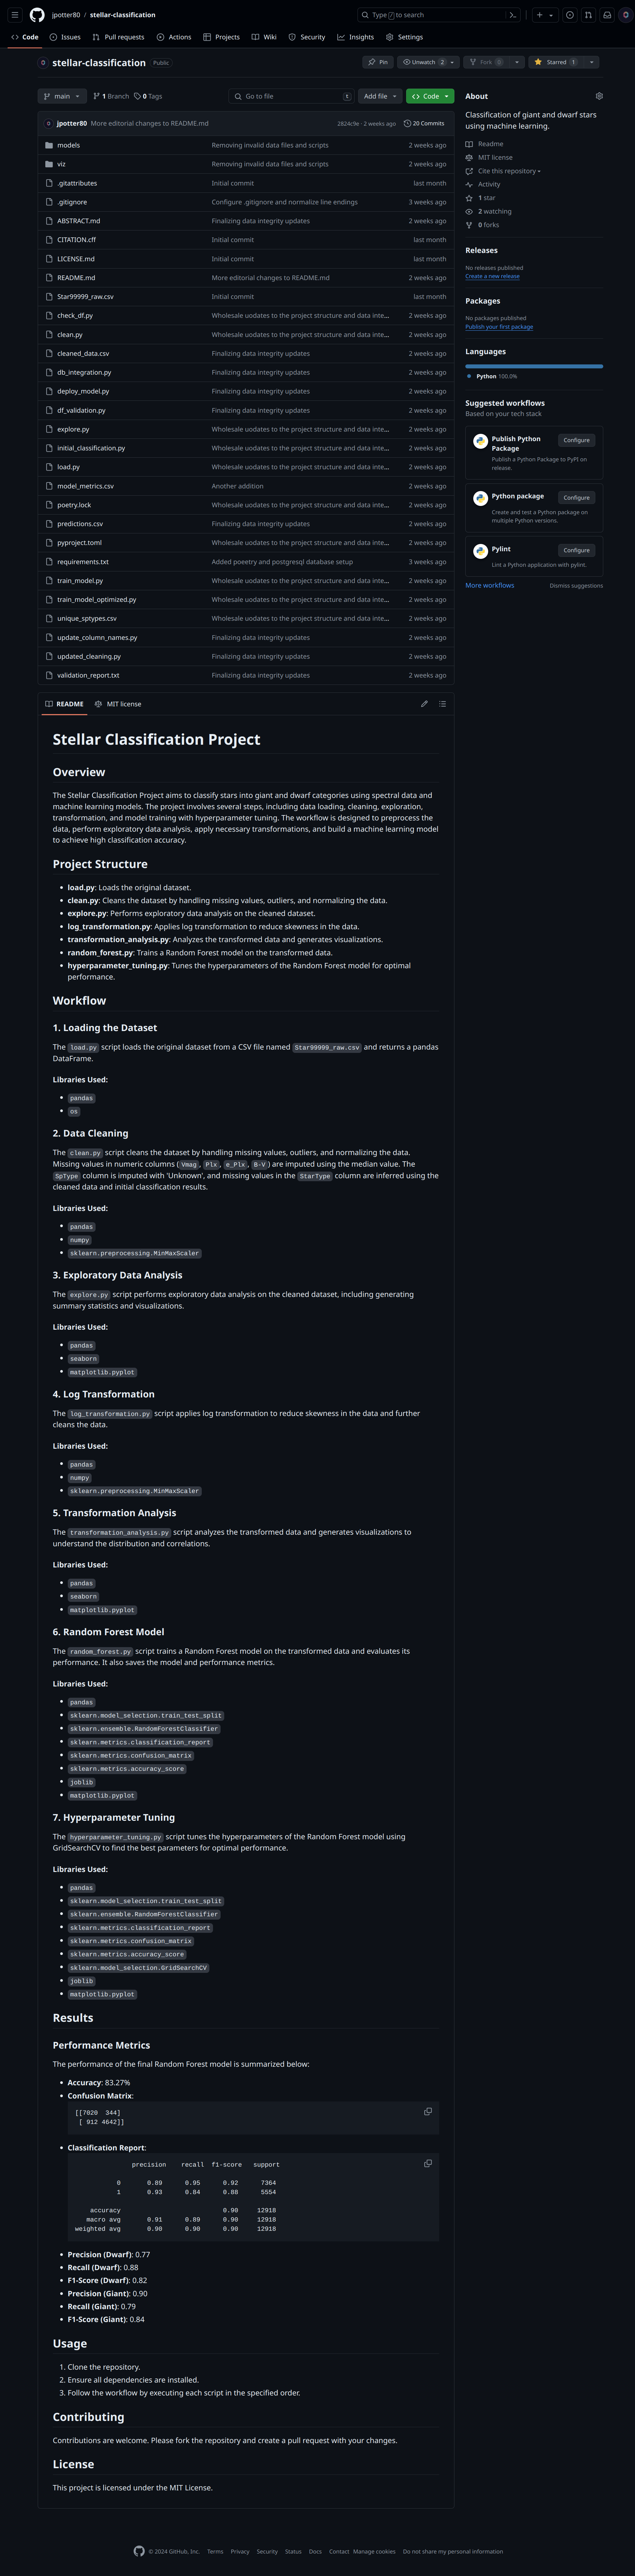 jpotter80 / stellar-classification
Type / to search
Code Issues Pull requests Actions Projects Wiki Security Insights Settings
stellar-classification Public
Pin Unwatch 2 Fork 0 Starred 1
main 1 Branch 0 Tags Go to file t Add file Code
jpotter80 More editorial changes to README.md 2824c9e · 2 weeks ago 20 Commits
models Removing invalid data files and scripts 2 weeks ago
viz Removing invalid data files and scripts 2 weeks ago
.gitattributes Initial commit last month
.gitignore Configure .gitignore and normalize line endings 3 weeks ago
ABSTRACT.md Finalizing data integrity updates 2 weeks ago
CITATION.cff Initial commit last month
LICENSE.md Initial commit last month
README.md More editorial changes to README.md 2 weeks ago
Star99999_raw.csv Initial commit last month
check_df.py Wholesale uodates to the project structure and data inte... 2 weeks ago
clean.py Wholesale uodates to the project structure and data inte... 2 weeks ago
cleaned_data.csv Finalizing data integrity updates 2 weeks ago
db_integration.py Finalizing data integrity updates 2 weeks ago
deploy_model.py Finalizing data integrity updates 2 weeks ago
df_validation.py Finalizing data integrity updates 2 weeks ago
explore.py Wholesale uodates to the project structure and data inte... 2 weeks ago
initial_classification.py Wholesale uodates to the project structure and data inte... 2 weeks ago
load.py Wholesale uodates to the project structure and data inte... 2 weeks ago
model_metrics.csv Another addition 2 weeks ago
poetry.lock Wholesale uodates to the project structure and data inte... 2 weeks ago
predictions.csv Finalizing data integrity updates 2 weeks ago
pyproject.toml Wholesale uodates to the project structure and data inte... 2 weeks ago
requirements.txt Added poeetry and postgresql database setup 3 weeks ago
train_model.py Wholesale uodates to the project structure and data inte... 2 weeks ago
train_model_optimized.py Wholesale uodates to the project structure and data inte... 2 weeks ago
unique_sptypes.csv Wholesale uodates to the project structure and data inte... 2 weeks ago
update_column_names.py Finalizing data integrity updates 2 weeks ago
updated_cleaning.py Finalizing data integrity updates 2 weeks ago
validation_report.txt Finalizing data integrity updates 2 weeks ago
About
Classification of giant and dwarf stars
using machine learning.
Readme
MIT license
Cite this repository
Activity
1 star
2 watching
0 forks
Releases
No releases published
Create a new release
Packages
No packages published
Publish your first package
Languages
Python 100.0%
Suggested workflows
Based on your tech stack
Publish Python Configure
Package
Publish a Python Package to PyPI on
release.
Python package Configure
Create and test a Python package on
multiple Python versions.
Pylint Configure
Lint a Python application with pylint.
More workflows Dismiss suggestions
README MIT license
Stellar Classification Project
Overview
The Stellar Classification Project aims to classify stars into giant and dwarf categories using spectral data and
machine learning models. The project involves several steps, including data loading, cleaning, exploration,
transformation, and model training with hyperparameter tuning. The workflow is designed to preprocess the
data, perform exploratory data analysis, apply necessary transformations, and build a machine learning model
to achieve high classification accuracy.
Project Structure
• load.py: Loads the original dataset.
• clean.py: Cleans the dataset by handling missing values, outliers, and normalizing the data.
• explore.py: Performs exploratory data analysis on the cleaned dataset.
• log_transformation.py: Applies log transformation to reduce skewness in the data.
• transformation_analysis.py: Analyzes the transformed data and generates visualizations.
• random_forest.py: Trains a Random Forest model on the transformed data.
• hyperparameter_tuning.py: Tunes the hyperparameters of the Random Forest model for optimal
performance.
Workflow
1. Loading the Dataset
The load.py script loads the original dataset from a CSV file named Star99999_raw.csv and returns a pandas
DataFrame.
Libraries Used:
• pandas
• os
2. Data Cleaning
The clean.py script cleans the dataset by handling missing values, outliers, and normalizing the data.
Missing values in numeric columns (Vmag, Plx, e_Plx, B-V) are imputed using the median value. The
SpType column is imputed with 'Unknown', and missing values in the StarType column are inferred using the
cleaned data and initial classification results.
Libraries Used:
• pandas
• numpy
• sklearn.preprocessing.MinMaxScaler
3. Exploratory Data Analysis
The explore.py script performs exploratory data analysis on the cleaned dataset, including generating
summary statistics and visualizations.
Libraries Used:
• pandas
• seaborn
• matplotlib.pyplot
4. Log Transformation
The log_transformation.py script applies log transformation to reduce skewness in the data and further
cleans the data.
Libraries Used:
• pandas
• numpy
• sklearn.preprocessing.MinMaxScaler
5. Transformation Analysis
The transformation_analysis.py script analyzes the transformed data and generates visualizations to
understand the distribution and correlations.
Libraries Used:
• pandas
• seaborn
• matplotlib.pyplot
6. Random Forest Model
The random_forest.py script trains a Random Forest model on the transformed data and evaluates its
performance. It also saves the model and performance metrics.
Libraries Used:
• pandas
• sklearn.model_selection.train_test_split
• sklearn.ensemble.RandomForestClassifier
• sklearn.metrics.classification_report
• sklearn.metrics.confusion_matrix
• sklearn.metrics.accuracy_score
• joblib
• matplotlib.pyplot
7. Hyperparameter Tuning
The hyperparameter_tuning.py script tunes the hyperparameters of the Random Forest model using
GridSearchCV to find the best parameters for optimal performance.
Libraries Used:
• pandas
• sklearn.model_selection.train_test_split
• sklearn.ensemble.RandomForestClassifier
• sklearn.metrics.classification_report
• sklearn.metrics.confusion_matrix
• sklearn.metrics.accuracy_score
• sklearn.model_selection.GridSearchCV
• joblib
• matplotlib.pyplot
Results
Performance Metrics
The performance of the final Random Forest model is summarized below:
• Accuracy: 83.27%
• Confusion Matrix:
[[7020 344]
[ 912 4642]]
• Classification Report:
precision recall f1-score support
0 0.89 0.95 0.92 7364
1 0.93 0.84 0.88 5554
accuracy 0.90 12918
macro avg 0.91 0.89 0.90 12918
weighted avg 0.90 0.90 0.90 12918
• Precision (Dwarf): 0.77
• Recall (Dwarf): 0.88
• F1-Score (Dwarf): 0.82
• Precision (Giant): 0.90
• Recall (Giant): 0.79
• F1-Score (Giant): 0.84
Usage
1. Clone the repository.
2. Ensure all dependencies are installed.
3. Follow the workflow by executing each script in the specified order.
Contributing
Contributions are welcome. Please fork the repository and create a pull request with your changes.
License
This project is licensed under the MIT License.
© 2024 GitHub, Inc. Terms Privacy Security Status Docs Contact Manage cookies Do not share my personal information